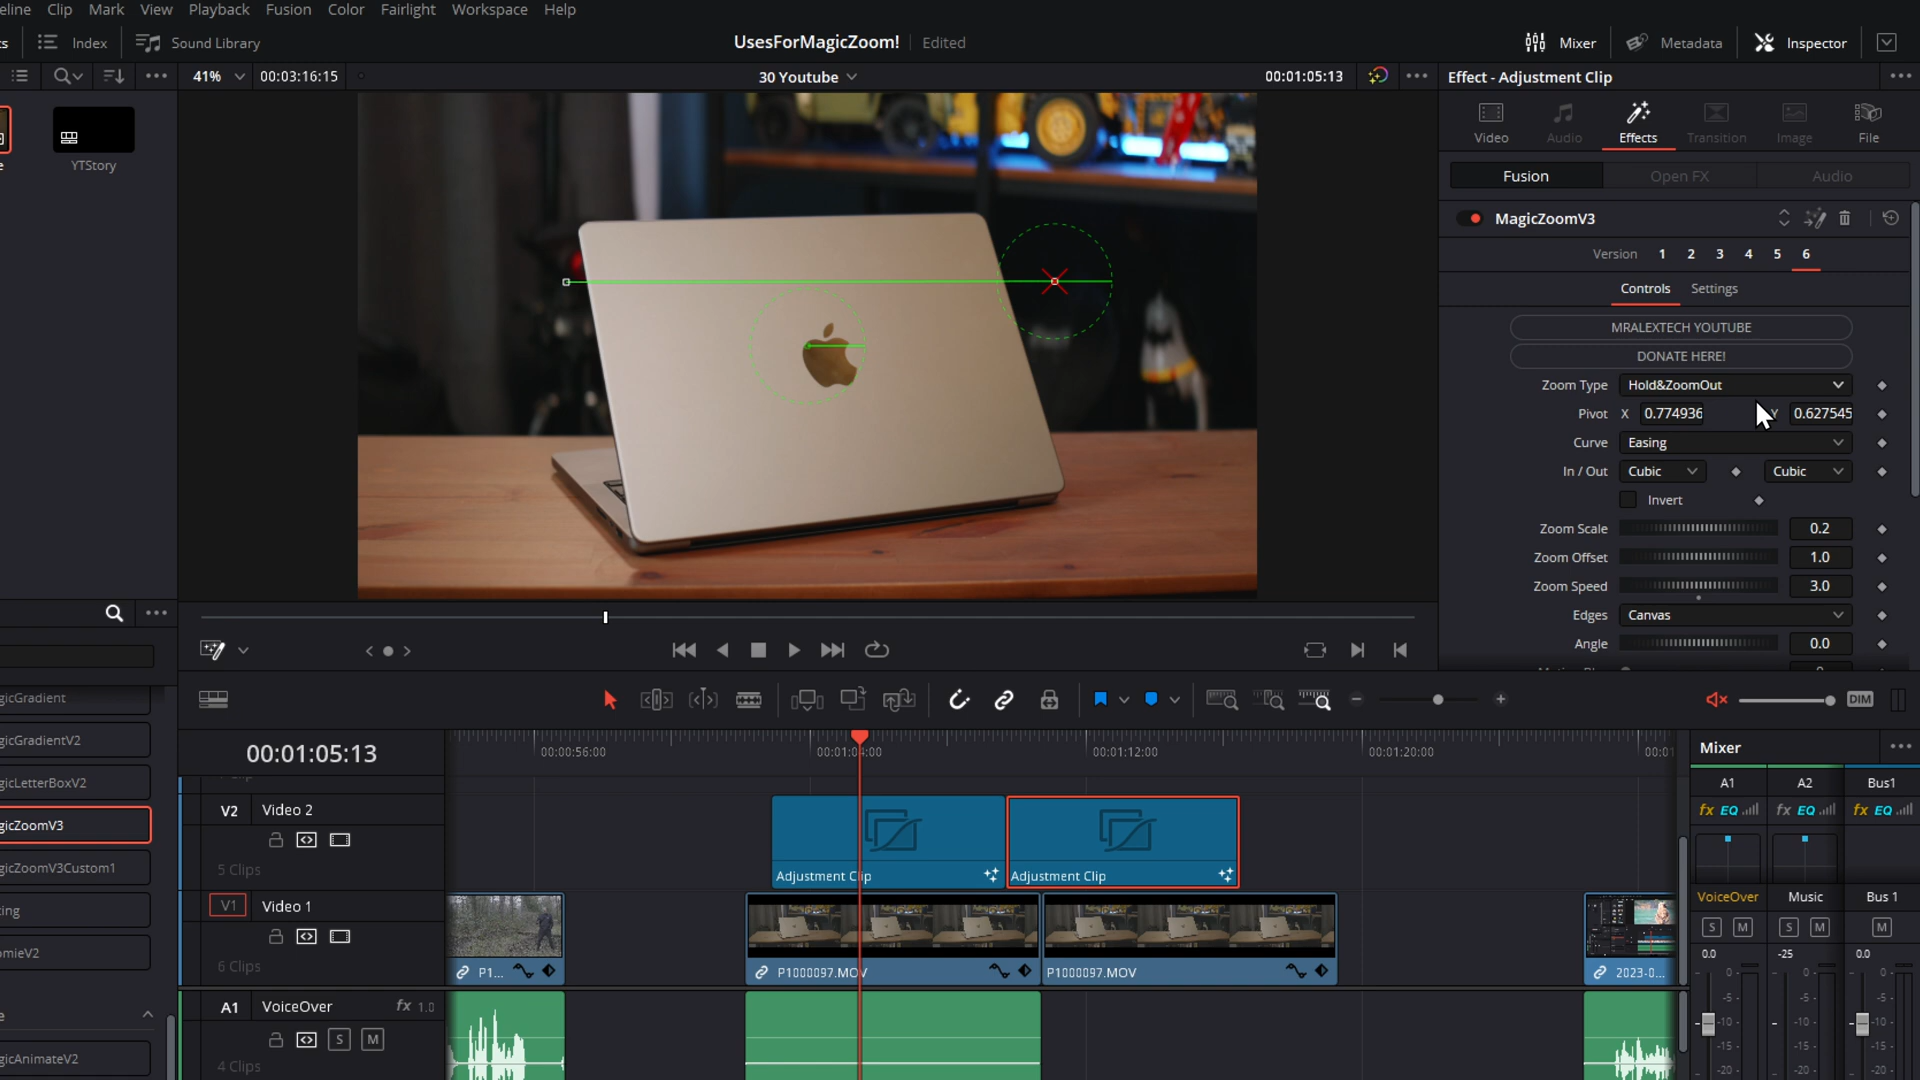 eline Clip Mark View Playback Fusion Color Fairlight Workspace Help
ts Index Sound Library UsesForMagicZoom! Edited Mixer Metadata Inspector
41% 00:03:16:15 30 Youtube 00:01:05:13 Effect - Adjustment Clip
Video Audio Effects Transition Image File
e YTStory
Fusion Open FX Audio
MagicZoomV3
Version 1 2 3 4 5 6
Controls Settings
MRALEXTECH YOUTUBE
DONATE HERE!
Zoom Type Hold&ZoomOut
Pivot X 0.774936 Y 0.627545
Curve Easing
In / Out Cubic Cubic
Invert
Zoom Scale 0.2
Zoom Offset 1.0
Zoom Speed 3.0
Edges Canvas
Angle 0.0
DIM
gicGradient
gicGradientV2
gicLetterBoxV2
gicZoomV3
gicZoomV3Custom1
ting
omieV2
e
gicAnimateV2
00:01:05:13
00:00:56:00 00:01:04:00 00:01:12:00 00:01:20:00 00:01
V2 Video 2
5 Clips
Adjustment Clip Adjustment Clip
V1 Video 1
6 Clips
P1... P1000097.MOV P1000097.MOV 2023-0...
A1 VoiceOver fx 1.0
S M
4 Clips
Mixer
A1 A2 Bus1
fx EQ fx EQ fx EQ
VoiceOver Music Bus 1
S M S M M
0.0 -25 0.0
0 0 0
-5 -5 -5
-10 -10 -10
-15 -15 -15
-20 -20 -20